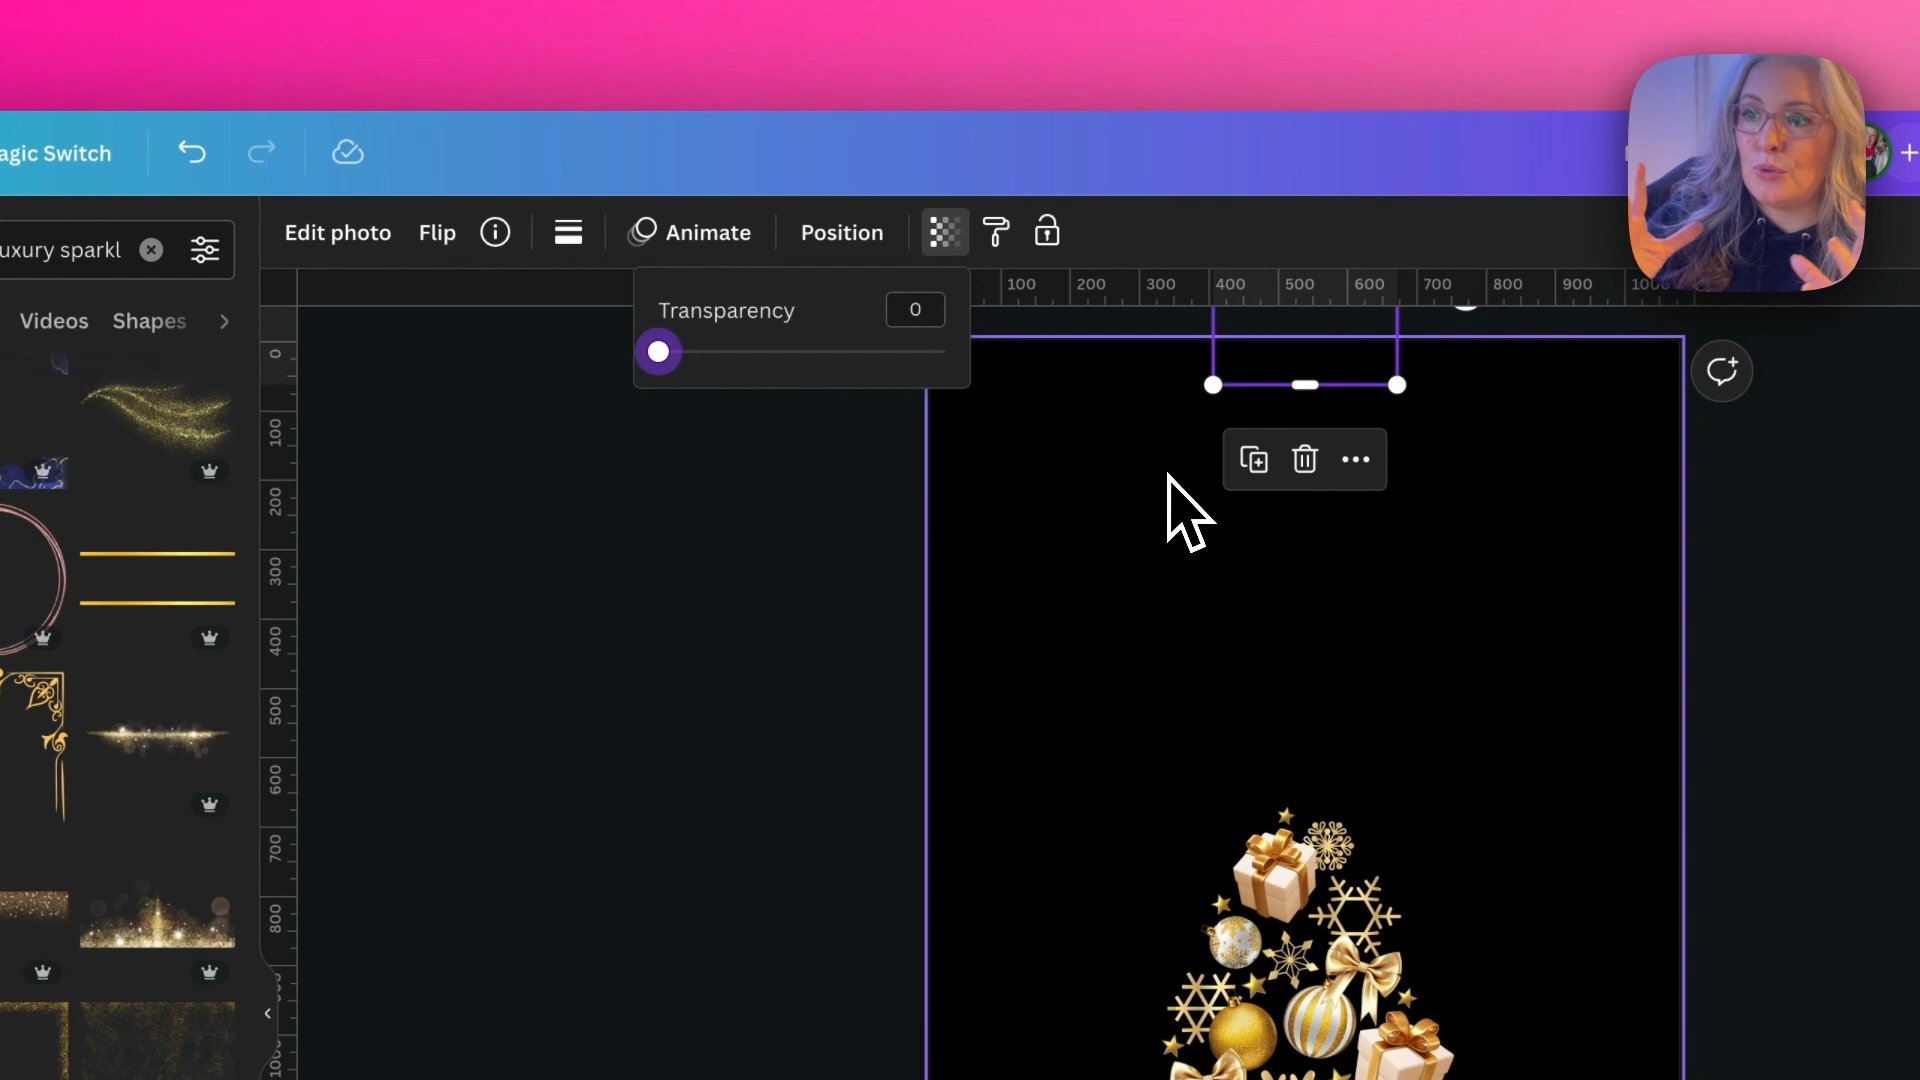 agic Switch
Edit photo
Flip
Animate
Position
uxury sparkl
Transparency
0
100
200
300
400
500
600
700
800
900
1000
Videos
Shapes
0
100
200
300
400
500
600
700
800